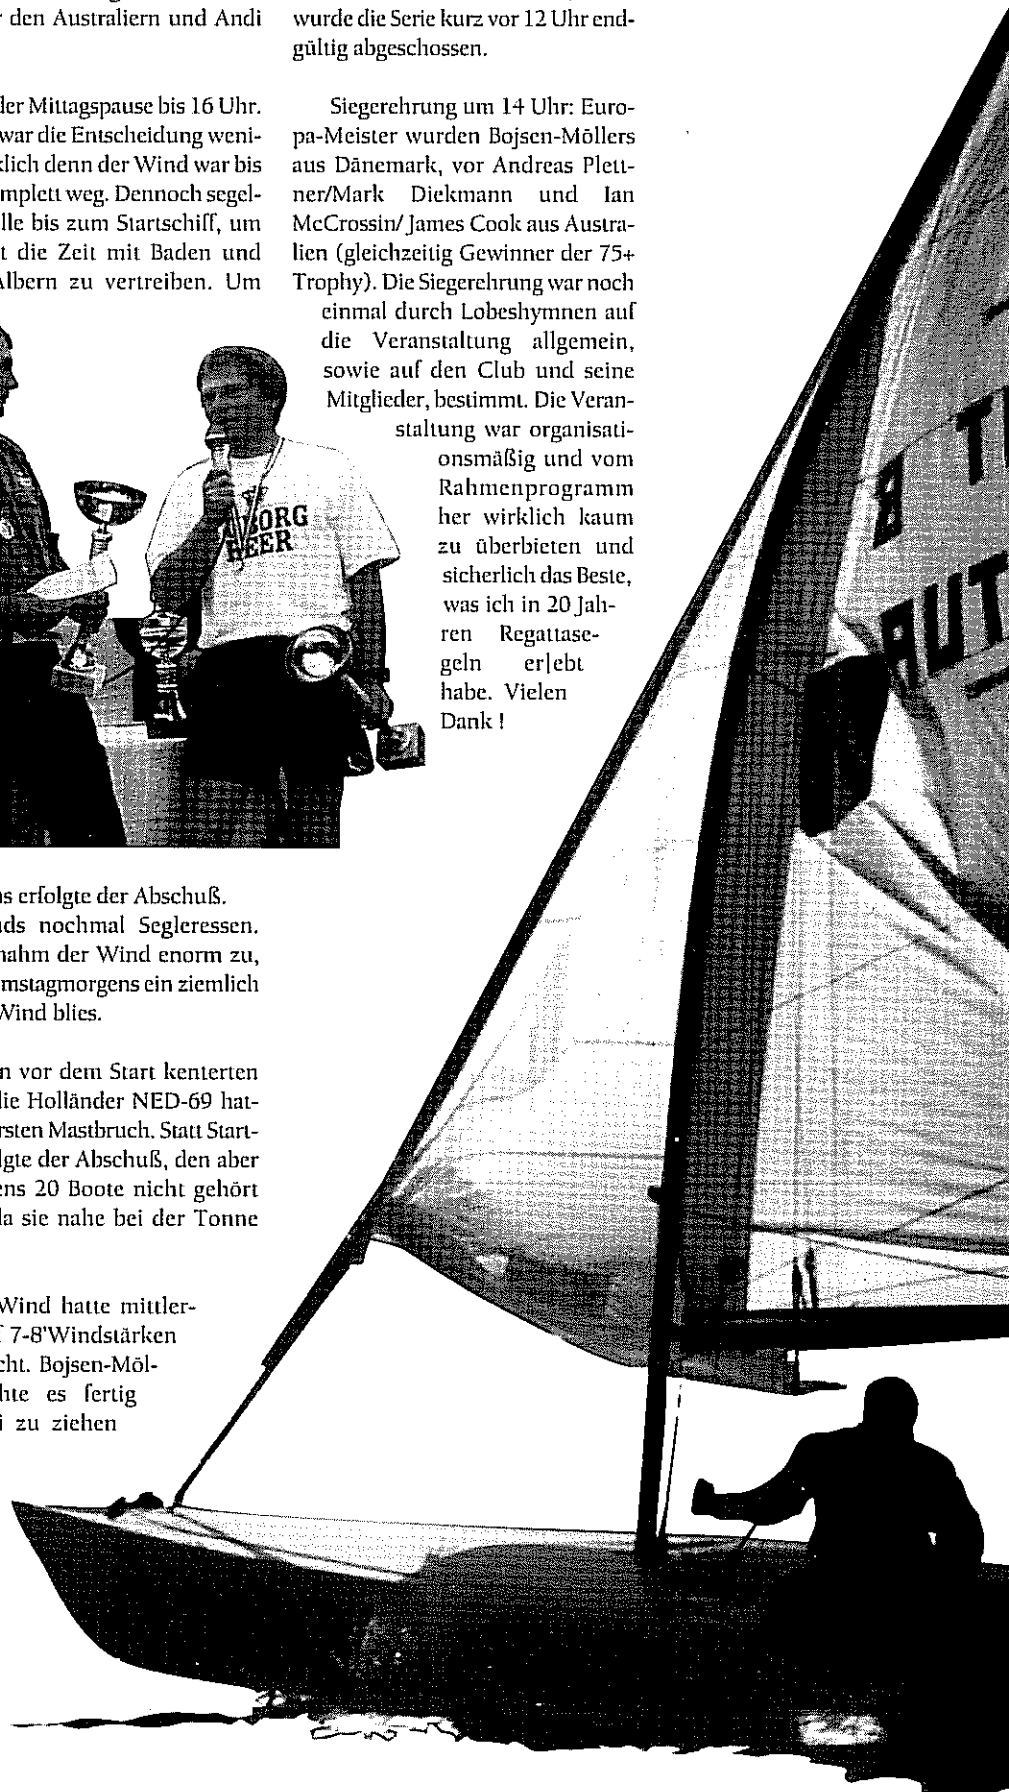 r den Australiern und Andi
der Mittagspause bis 16 Uhr.
war die Entscheidung weni-
klich denn der Wind war bis
mplett weg. Dennoch segel-
lle bis zum Startschiff, um
t die Zeit mit Baden und
Albern zu vertreiben. Um
as erfolgte der Abschuß.
nds nochmal Segleressen.
nahm der Wind enorm zu,
mstagmorgens ein ziemlich
Wind blies.
n vor dem Start kenterten
die Holländer NED-69 hat-
rsten Mastbruch. Statt Start-
lgte der Abschuß, den aber
ens 20 Boote nicht gehört
da sie nahe bei der Tonne
Wind hatte mittler-
f 7-8'Windstärken
cht. Bojsen-Möl-
hte es fertig
i zu ziehen
wurde die Serie kurz vor 12 Uhr end-
gültig abgeschossen.
Siegerehrung um 14 Uhr: Euro-
pa-Meister wurden Bojsen-Möllers
aus Dänemark, vor Andreas Plett-
ner/Mark Diekmann und Ian
McCrossin/James Cook aus Austra-
lien (gleichzeitig Gewinner der 75+
Trophy). Die Siegerehrung war noch
einmal durch Lobeshymnen auf
die Veranstaltung allgemein,
sowie auf den Club und seine
Mitglieder, bestimmt. Die Veran-
staltung war organisati-
onsmäßig und vom
Rahmenprogramm
her wirklich kaum
zu überbieten und
sicherlich das Beste,
was ich in 20 Jah-
ren Regattase-
geln erlebt
habe. Vielen
Dank !
BORG
BEER
8 T
AUT